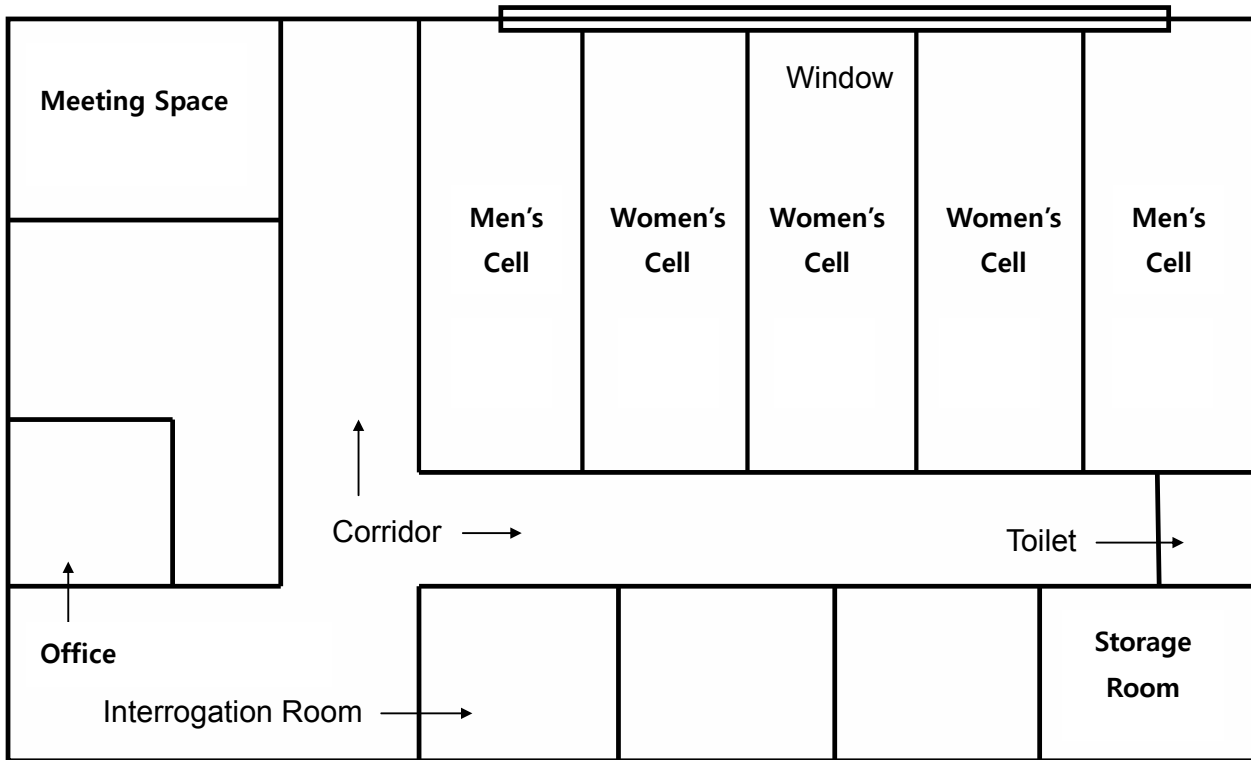 Window
Meeting Space
Men's
Cell
Women's
Cell
Women's
Cell
Women's
Cell
Men's
Cell
Corridor
Toilet
Office
Interrogation Room
Storage
Room